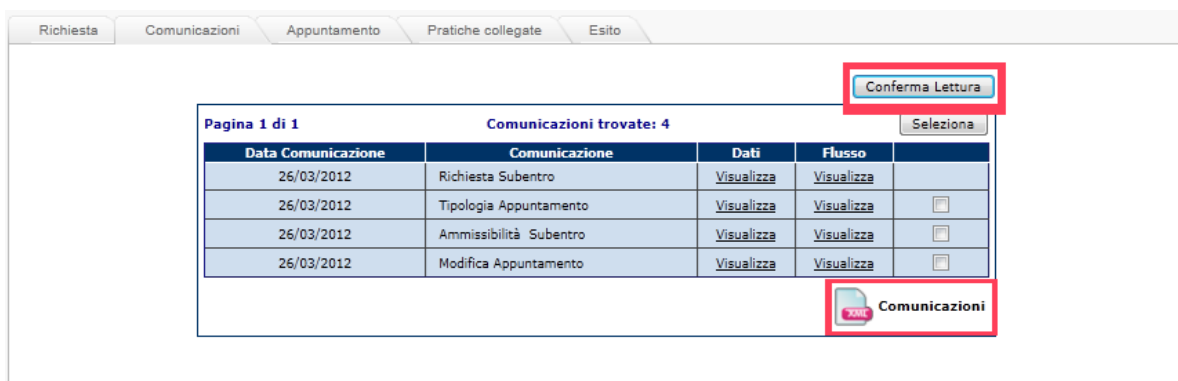 Richiesta Comunicazioni Appuntamento Pratiche collegate Esito
Conferma Lettura
Pagina 1 di 1 Comunicazioni trovate: 4 Seleziona
Data Comunicazione Comunicazione Dati Flusso
26/03/2012 Richiesta Subentro Visualizza Visualizza
26/03/2012 Tipologia Appuntamento Visualizza Visualizza
26/03/2012 Ammissibilità Subentro Visualizza Visualizza
26/03/2012 Modifica Appuntamento Visualizza Visualizza
XML Comunicazioni